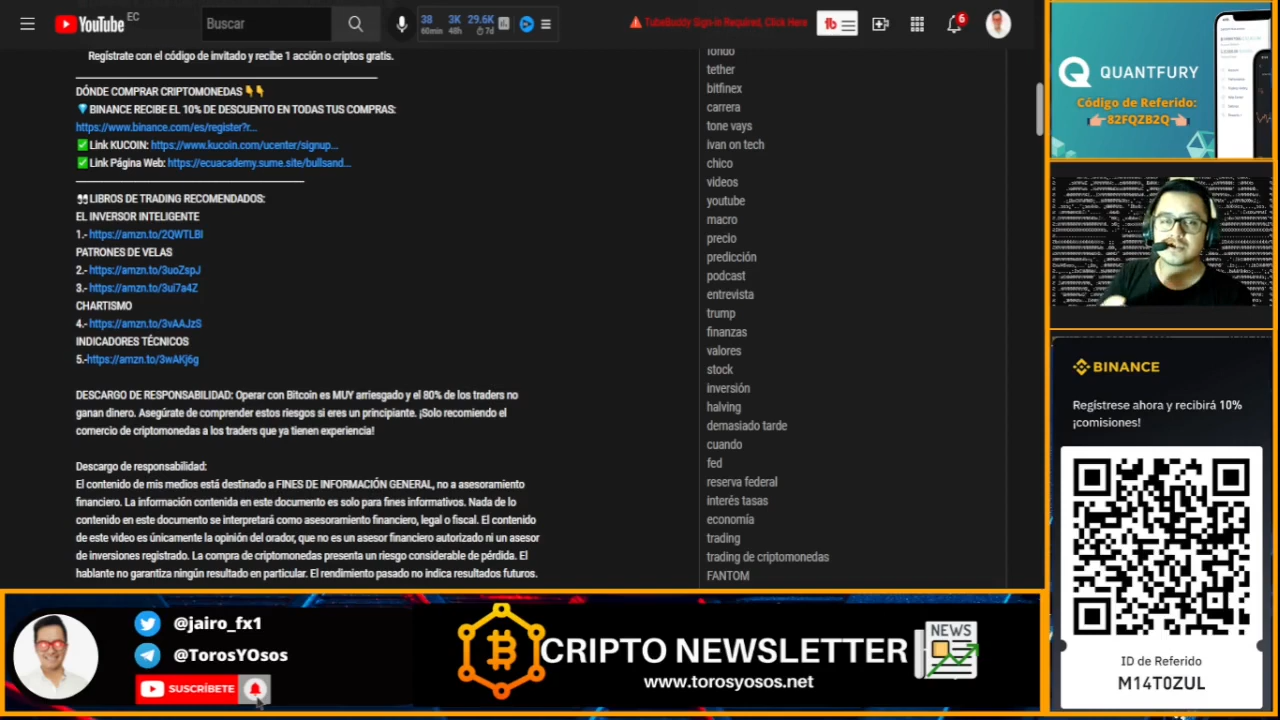 YouTube
EC
Buscar
38
60min
3K
48h
29.6K
7d
TubeBuddy Sign-in Required, Click Here
tb
6
Regístrate con el código de invitado y recibe 1 acción o criptos gratis.
DÓNDE COMPRAR CRIPTOMONEDAS 👇👇
💎BINANCE RECIBE EL 10% DE DESCUENTO EN TODAS TUS COMPRAS:
https://www.binance.com/es/register?r...
✅Link KUCOIN: https://www.kucoin.com/ucenter/signup...
✅Link Página Web: https://ecuacademy.sume.site/bullsand...
LIBROS DE TRADING RECOMENDADOS:
EL INVERSOR INTELIGENTE
1.- https://amzn.to/2QWTLBl
PATRONES DE VELAS
2.- https://amzn.to/3uoZspJ
3.- https://amzn.to/3ul7a4Z
CHARTISMO
4.- https://amzn.to/3vAAJzS
INDICADORES TÉCNICOS
5.-https://amzn.to/3wAKj6g
DESCARGO DE RESPONSABILIDAD: Operar con Bitcoin es MUY arriesgado y el 80% de los traders no
ganan dinero. Asegúrate de comprender estos riesgos si eres un principiante. ¡Solo recomiendo el
comercio de criptomonedas a los traders que ya tienen experiencia!
Descargo de responsabilidad:
El contenido de mis medios está destinado a FINES DE INFORMACIÓN GENERAL, no a asesoramiento
financiero. La información contenida en este documento es solo para fines informativos. Nada de lo
contenido en este documento se interpretará como asesoramiento financiero, legal o fiscal. El contenido
de este video es únicamente la opinión del orador, que no es un asesor financiero autorizado ni un asesor
de inversiones registrado. La compra de criptomonedas presenta un riesgo considerable de pérdida. El
hablante no garantiza ningún resultado en particular. El rendimiento pasado no indica resultados futuros.
fondo
tether
bitfinex
carrera
tone vays
ivan on tech
chico
videos
youtube
macro
precio
predicción
podcast
entrevista
trump
finanzas
valores
stock
inversión
halving
demasiado tarde
cuando
fed
reserva federal
interés tasas
economía
trading
trading de criptomonedas
FANTOM
QUANTFURY
Código de Referido:
82FQZB2Q
BINANCE
Regístrese ahora y recibirá 10%
¡comisiones!
ID de Referido
M14T0ZUL
@jairo_fx1
@TorosYOsos
SUSCRÍBETE
CRIPTO NEWSLETTER
NEWS
www.torosyosos.net